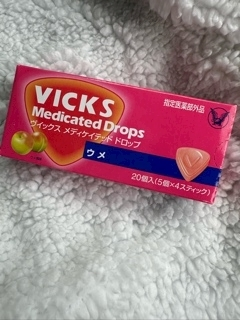 指定医薬部外品
VICKS
Medicated Drops
ヴイックス メディケイテッド ドロップ
ウメ
20個入(5個×4スティック)